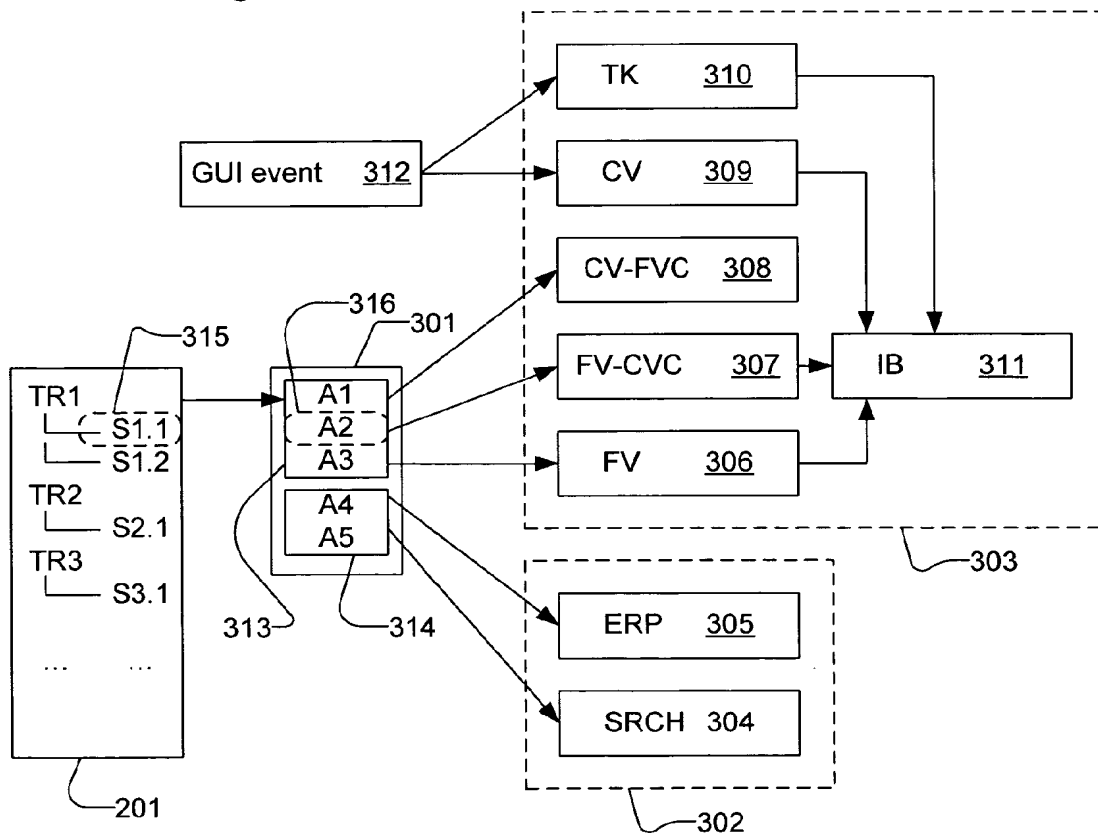 TK 310
GUI event 312
CV 309
CV-FVC 308
316
301
315
FV-CVC 307
IB 311
TR1
S1.1
S1.2
A1
A2
A3
FV 306
TR2
S2.1
A4
A5
TR3
S3.1
303
313
314
ERP 305
... ...
SRCH 304
201
302